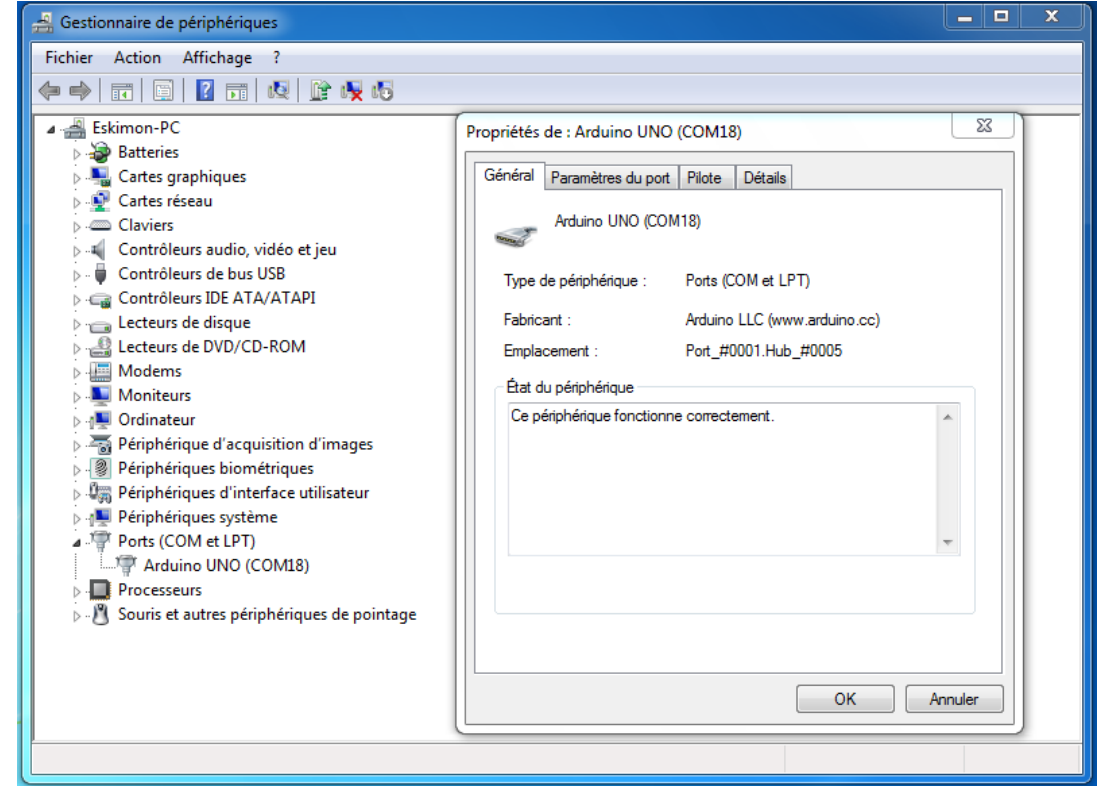 Gestionnaire de périphériques
Fichier Action Affichage ?
Eskimon-PC
Batteries
Cartes graphiques
Cartes réseau
Claviers
Contrôleurs audio, vidéo et jeu
Contrôleurs de bus USB
Contrôleurs IDE ATA/ATAPI
Lecteurs de disque
Lecteurs de DVD/CD-ROM
Modems
Moniteurs
Ordinateur
Périphérique d'acquisition d'images
Périphériques biométriques
Périphériques d'interface utilisateur
Périphériques système
Ports (COM et LPT)
Arduino UNO (COM18)
Processeurs
Souris et autres périphériques de pointage
Propriétés de : Arduino UNO (COM18)
Général Paramètres du port Pilote Détails
Arduino UNO (COM18)
Type de périphérique : Ports (COM et LPT)
Fabricant : Arduino LLC (www.arduino.cc)
Emplacement : Port_#0001.Hub_#0005
État du périphérique
Ce périphérique fonctionne correctement.
OK Annuler